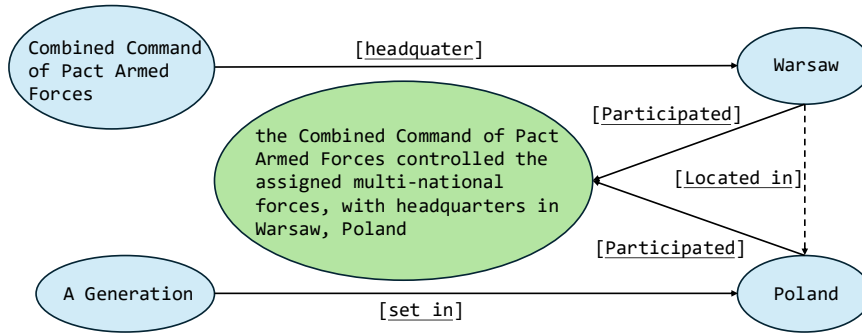 Combined Command
of Pact Armed
Forces
[headquater]
Warsaw
[Participated]
the Combined Command of Pact
Armed Forces controlled the
assigned multi-national
forces, with headquarters in
Warsaw, Poland
[Located in]
[Participated]
A Generation
[set in]
Poland